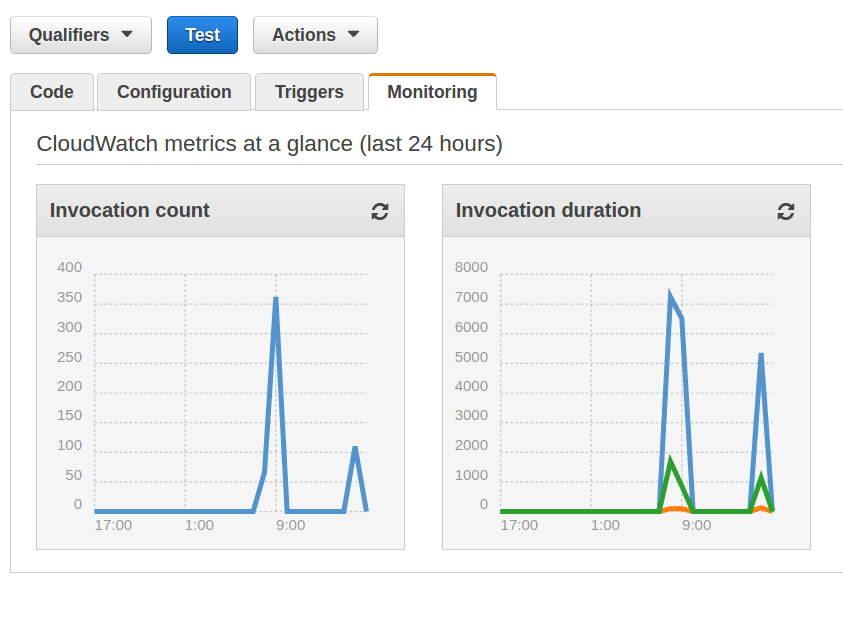 Qualifiers Test Actions
Code Configuration Triggers Monitoring
CloudWatch metrics at a glance (last 24 hours)
Invocation count
400
350
300
250
200
150
100
50
0
17:00 1:00 9:00
Invocation duration
8000
7000
6000
5000
4000
3000
2000
1000
0
17:00 1:00 9:00